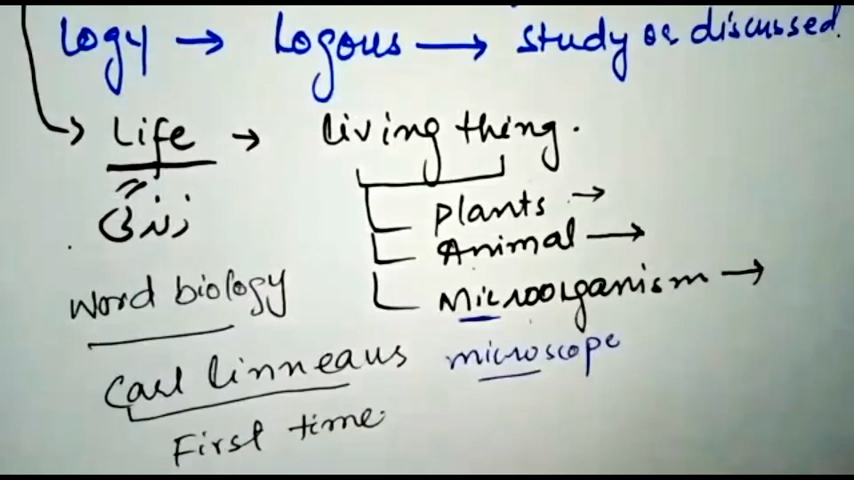 logy → Logous → study or discussed.
Life → living thing.
زندگی
plants →
Animal →
Microorganism →
word biology
microscope
Carl linneaus
First time